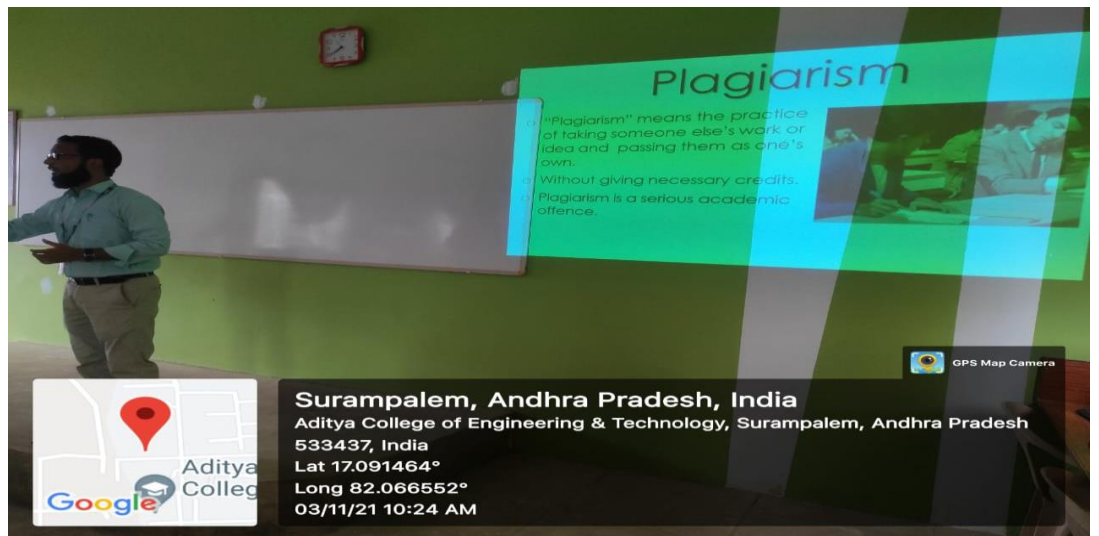 Plagiarism
"Plagiarism" means the practice
of taking someone else's work or
idea and passing them as one's
own.
Without giving necessary credits.
Plagiarism is a serious academic
offence.
GPS Map Camera
Surampalem, Andhra Pradesh, India
Aditya College of Engineering & Technology, Surampalem, Andhra Pradesh
533437, India
Lat 17.091464°
Long 82.066552°
03/11/21 10:24 AM
Aditya
Colleg
Google